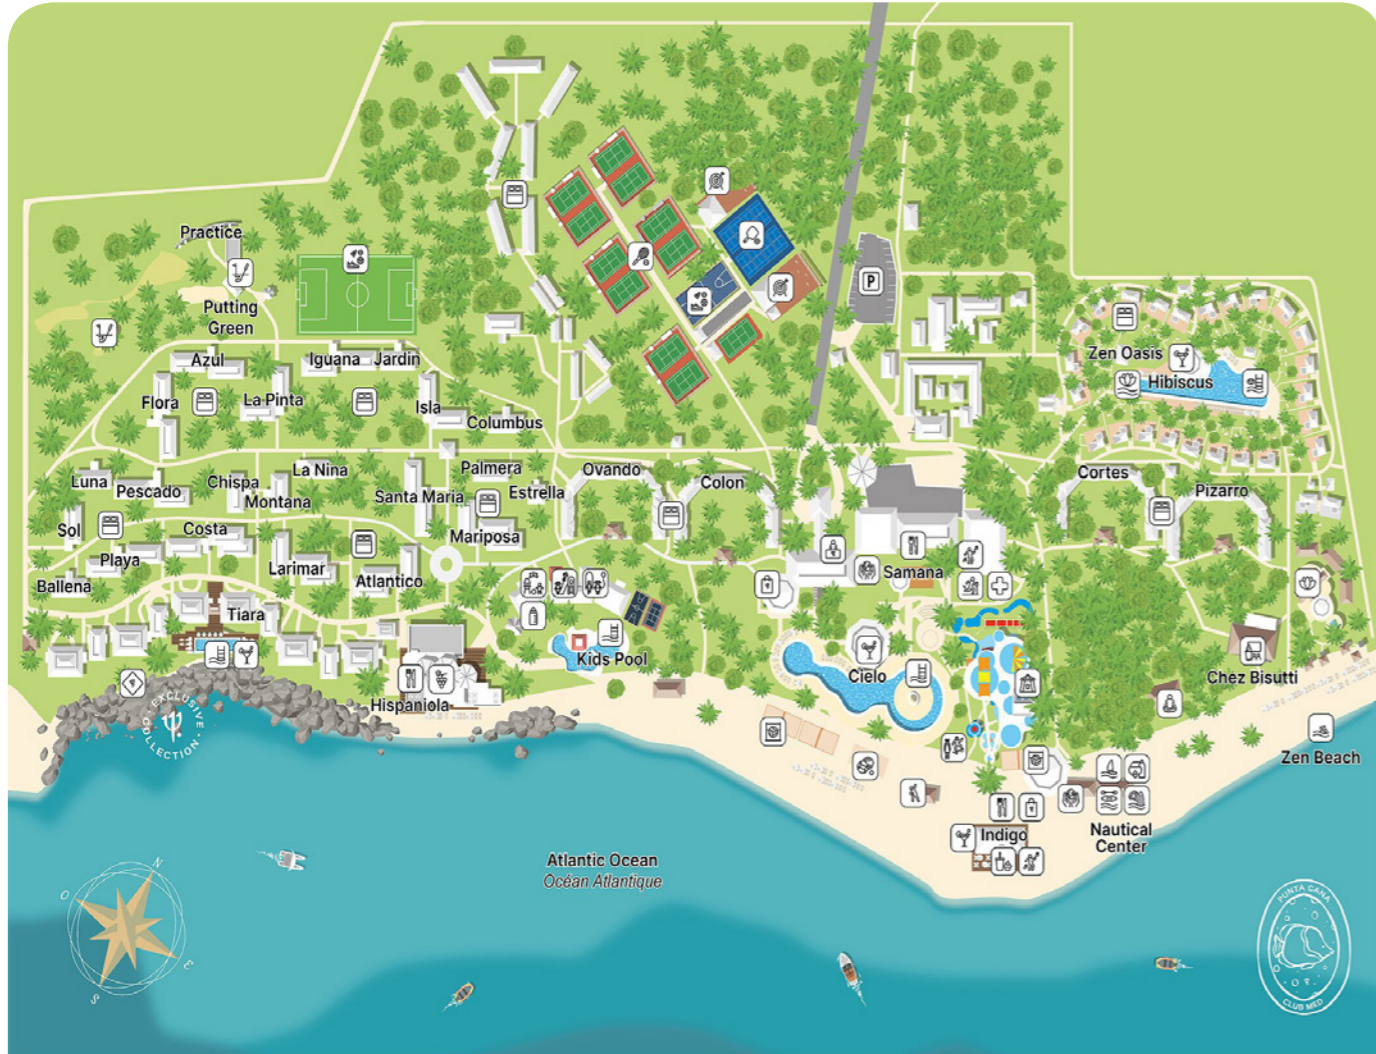 Practice
Putting
Green
P
Zen Oasis
Hibiscus
Azul
Iguana
Jardin
Flora
La Pinta
Isla
Columbus
Luna
Pescado
Chispa
Montana
La Nina
Santa Maria
Palmera
Estrella
Ovando
Colon
Cortes
Pizarro
Sol
Costa
Mariposa
Playa
Larimar
Atlantico
Ballena
Samana
Tiara
Kids Pool
Cielo
Chez Bisutti
Hispaniola
EXCLUSIVE
COLLECTION
Zen Beach
Indigo
Nautical
Center
Atlantic Ocean
Océan Atlantique
N
O
E
S
PUNTA CANA
CLUB MED